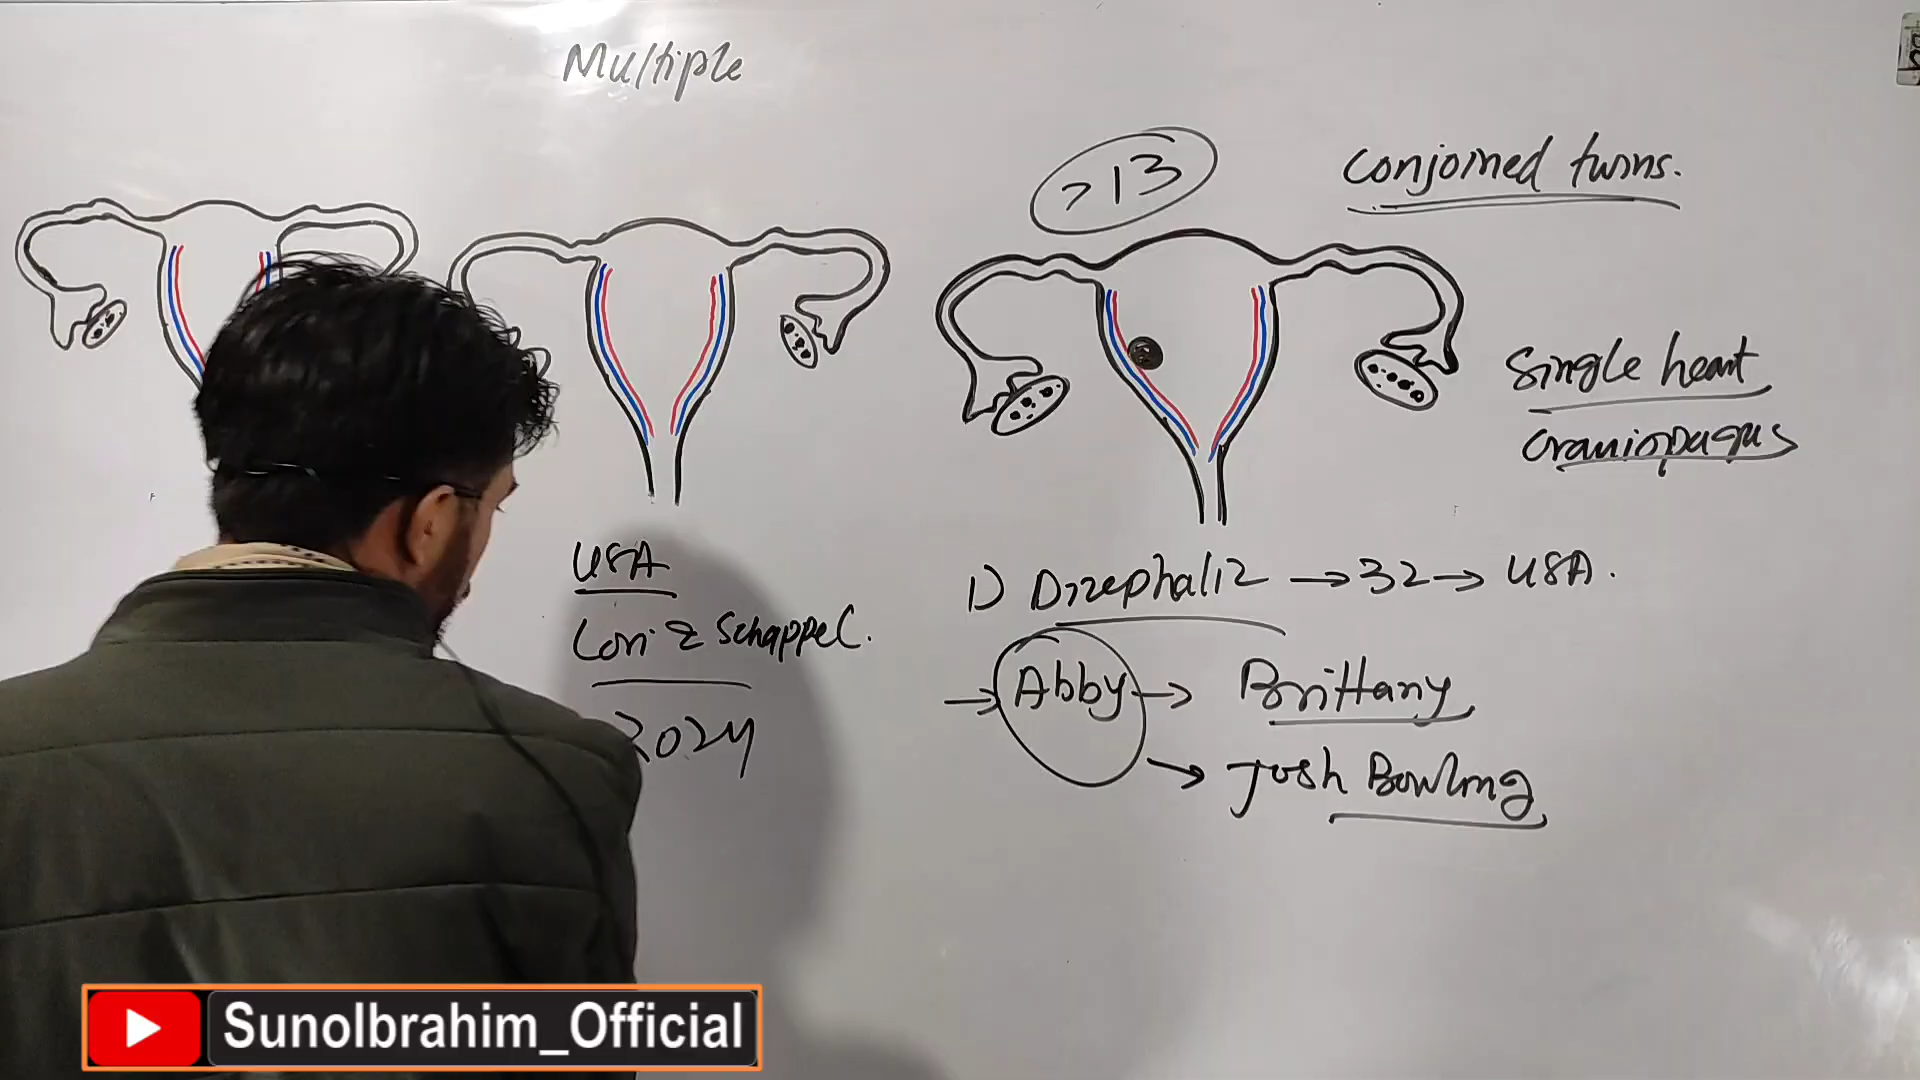 Multiple
>13
Conjoined twins.
Single heart
Craniopagus
USA
Lori & Schappel.
2024
1) Dicephalic → 32 → USA.
→ Abby → Brittany
→ Josh Bowling
SunoIbrahim_Official